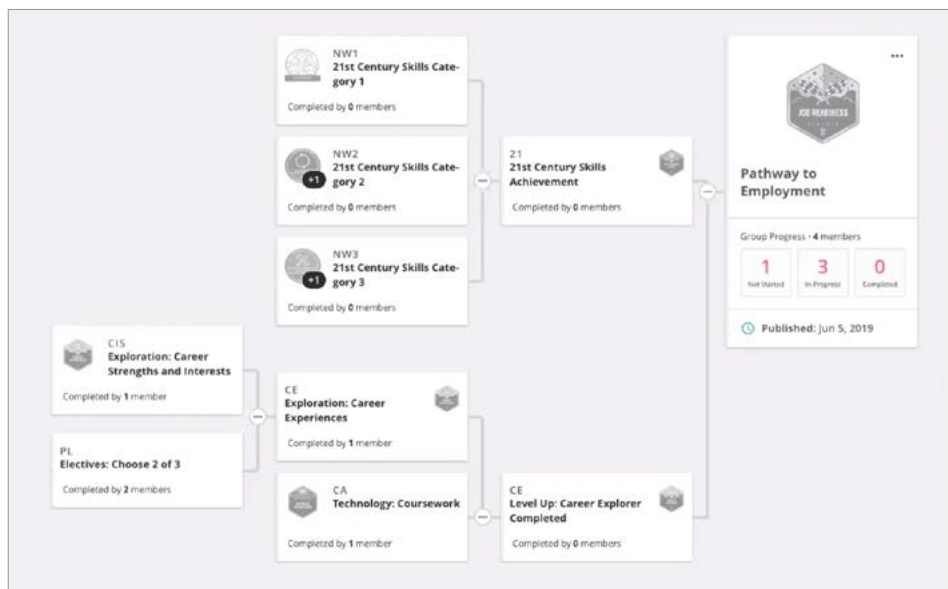 NW1
21st Century Skills Cate-
gory 1
Completed by 0 members
NW2
21st Century Skills Cate-
gory 2
+1
Completed by 0 members
NW3
21st Century Skills Cate-
gory 3
+1
Completed by 0 members
21
21st Century Skills
Achievement
Completed by 0 members
CIS
Exploration: Career
Strengths and Interests
Completed by 1 member
PL
Electives: Choose 2 of 3
Completed by 2 members
CE
Exploration: Career
Experiences
Completed by 1 member
CA
Technology: Coursework
Completed by 1 member
CE
Level Up: Career Explorer
Completed
Completed by 0 members
JOB READINESS
Pathway to
Employment
Group Progress · 4 members
1 3 0
Not Started In Progress Completed
Published: Jun 5, 2019